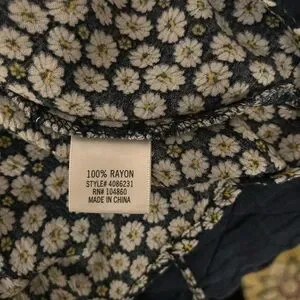 100% RAYON
STYLE# 4086231
RN# 104860
MADE IN CHINA